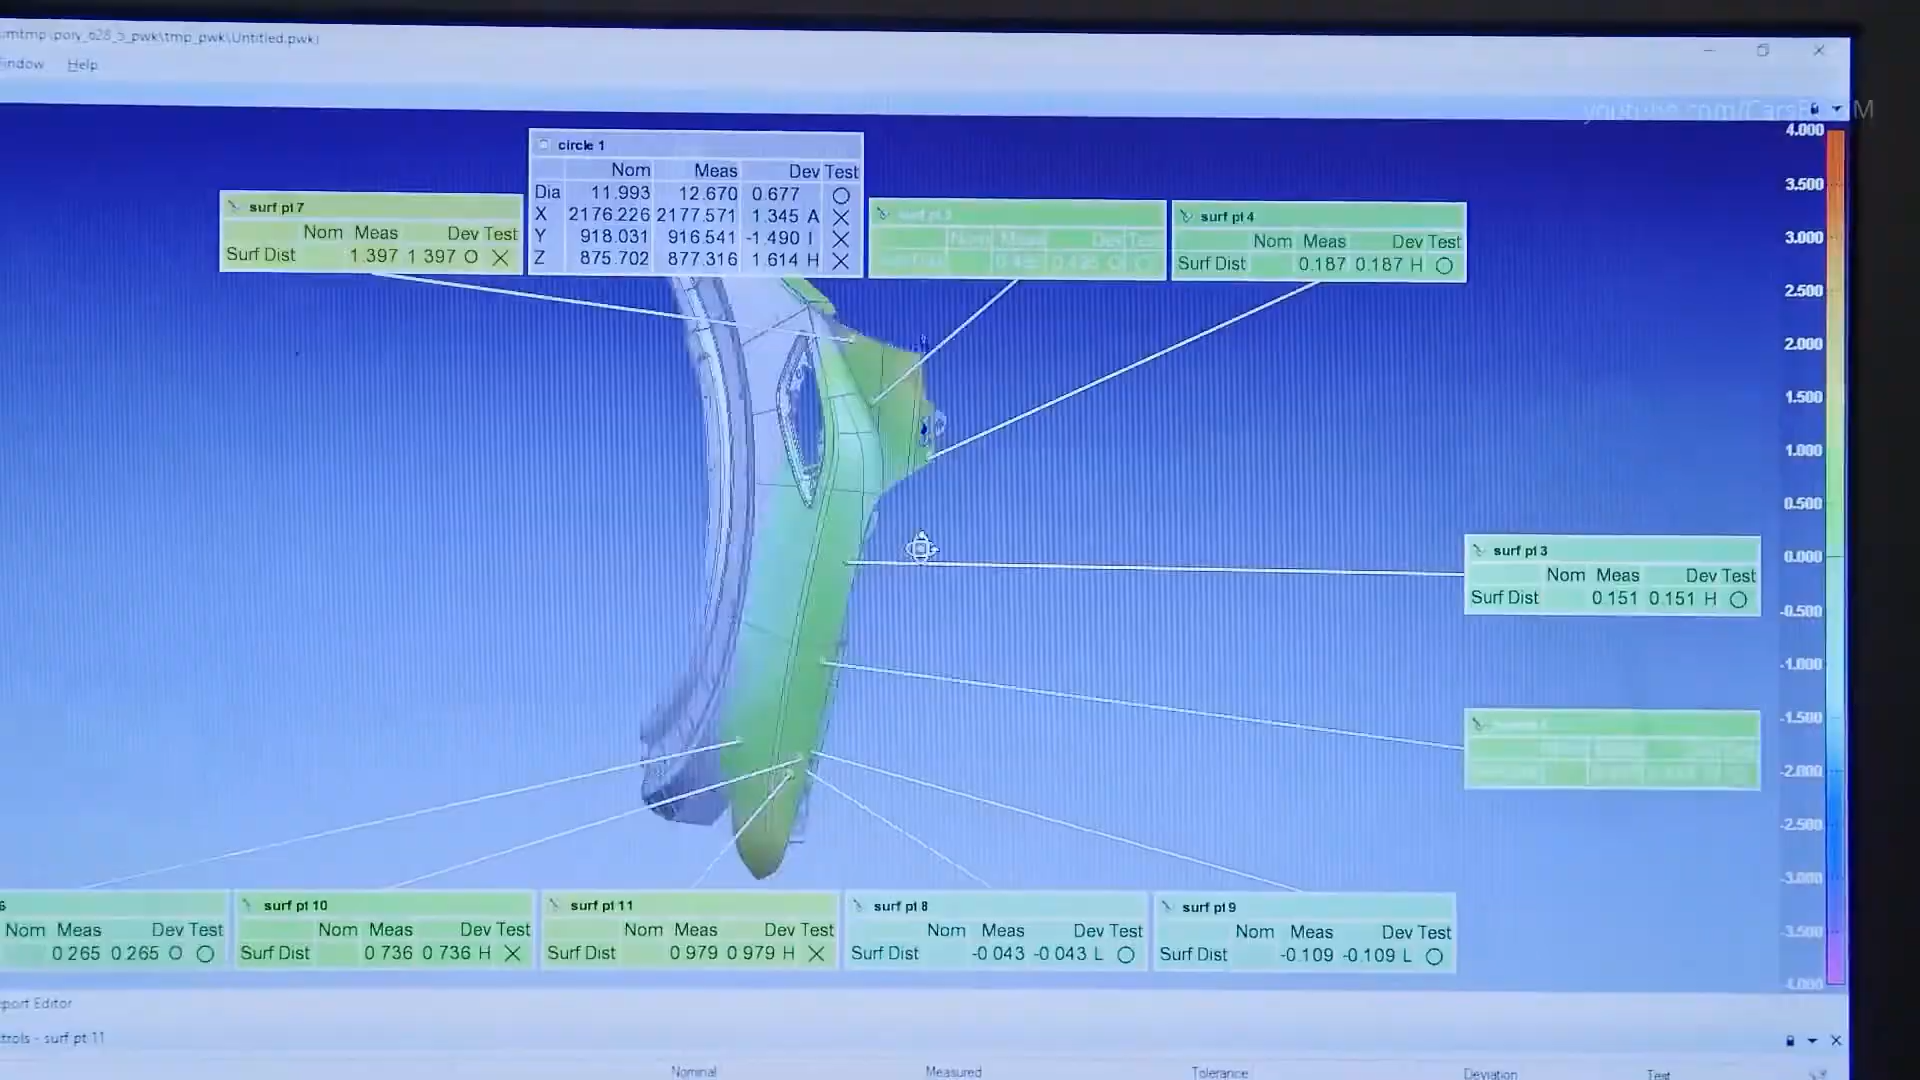 \tmp_pwk\Untitled.pwk)
Help
4.000
3.500
3.000
2.500
2.000
1.500
1.000
0.500
0.000
-0.500
-1.000
-1.500
-2.000
-2.500
-3.000
-3.500
circle 1
Nom Meas Dev Test
Dia 11.993 12.670 0.677
X 2176.226 2177.571 1.345 A
Y 918.031 916.541 -1.490 I
Z 875.702 877.316 1.614 H
surf pt 7
Nom Meas Dev Test
Surf Dist 1.397 1.397 O
surf pt 4
Nom Meas Dev Test
Surf Dist 0.187 0.187 H
surf pt 3
Nom Meas Dev Test
Surf Dist 0.151 0.151 H
6
Nom Meas Dev Test
0.265 0.265 O
surf pt 10
Nom Meas Dev Test
Surf Dist 0.736 0.736 H
surf pt 11
Nom Meas Dev Test
Surf Dist 0.979 0.979 H
surf pt 8
Nom Meas Dev Test
Surf Dist -0.043 -0.043 L
surf pt 9
Nom Meas Dev Test
Surf Dist -0.109 -0.109 L
port Editor
trols - surf pt 11
Nominal Measured Tolerance Deviation Test